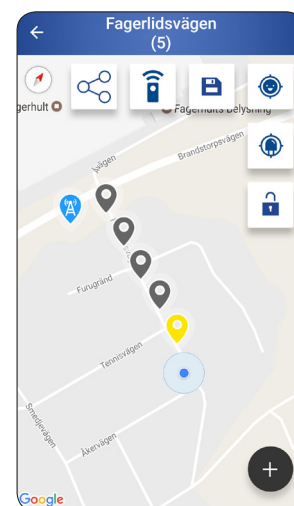 Fagerlidsvägen
(5)
gerhult
Fagerhults Belysning
Brandstorpsvägen
A
Furugränd
Tennisvägen
Smedjevägen
Åkervägen
Google